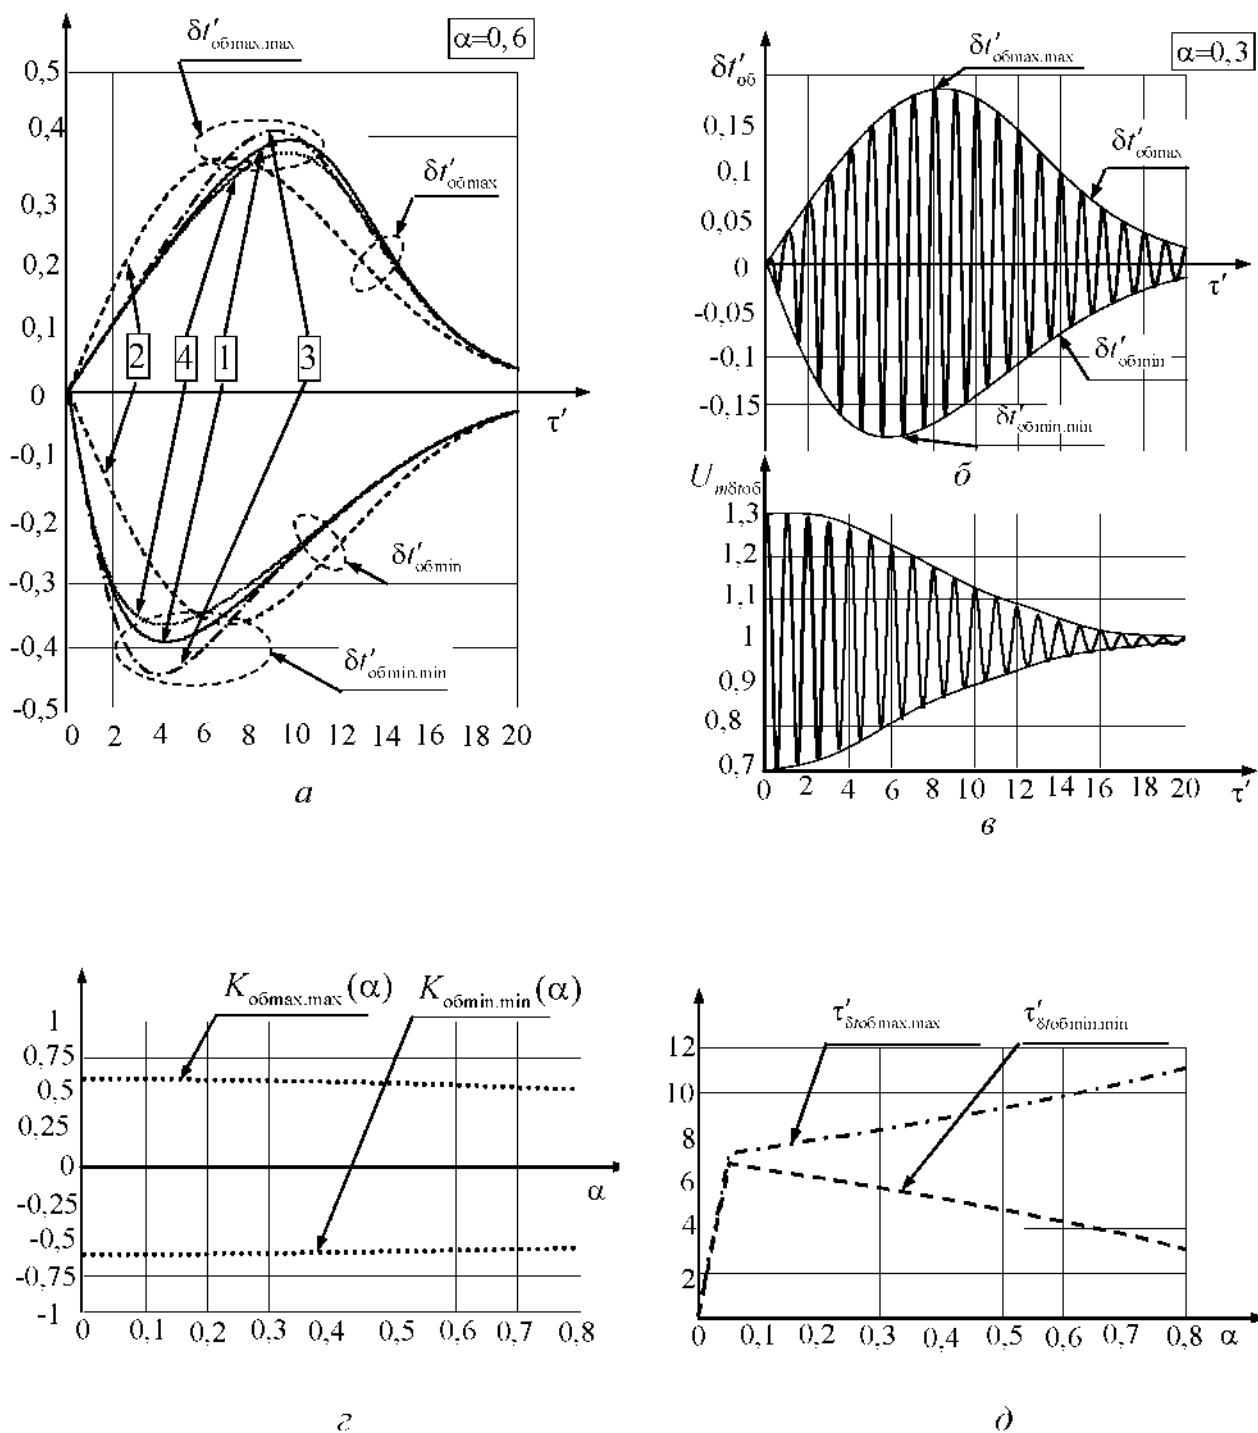 δt′обmax.max
α=0,6
0,5
0,4
0,3
0,2
0,1
0
-0,1
-0,2
-0,3
-0,4
-0,5
δt′обmax
2
4
1
3
τ′
δt′обmin
δt′обmin.min
0 2 4 6 8 10 12 14 18 20
а
δt′об
δt′обmax.max
α=0,3
0,15
0,1
0,05
0
-0,05
-0,1
-0,15
δt′обmax
τ′
δt′обmin
δt′обmin.min
б
Umδtоб
1,3
1,2
1,1
1
0,9
0,8
0,7
0 2 4 6 8 10 12 14 16 20 τ′
в
Kобmax.max(α) Kобmin.min(α)
1
0,75
0,5
0,25
0
-0,25
-0,5
-0,75
-1
α
0 0,1 0,2 0,3 0,4 0,5 0,6 0,7 0,8
г
τ′δtобmax.max τ′δtобmin.min
12
10
8
6
4
2
0 0,1 0,2 0,3 0,4 0,5 0,6 0,7 0,8 α
д